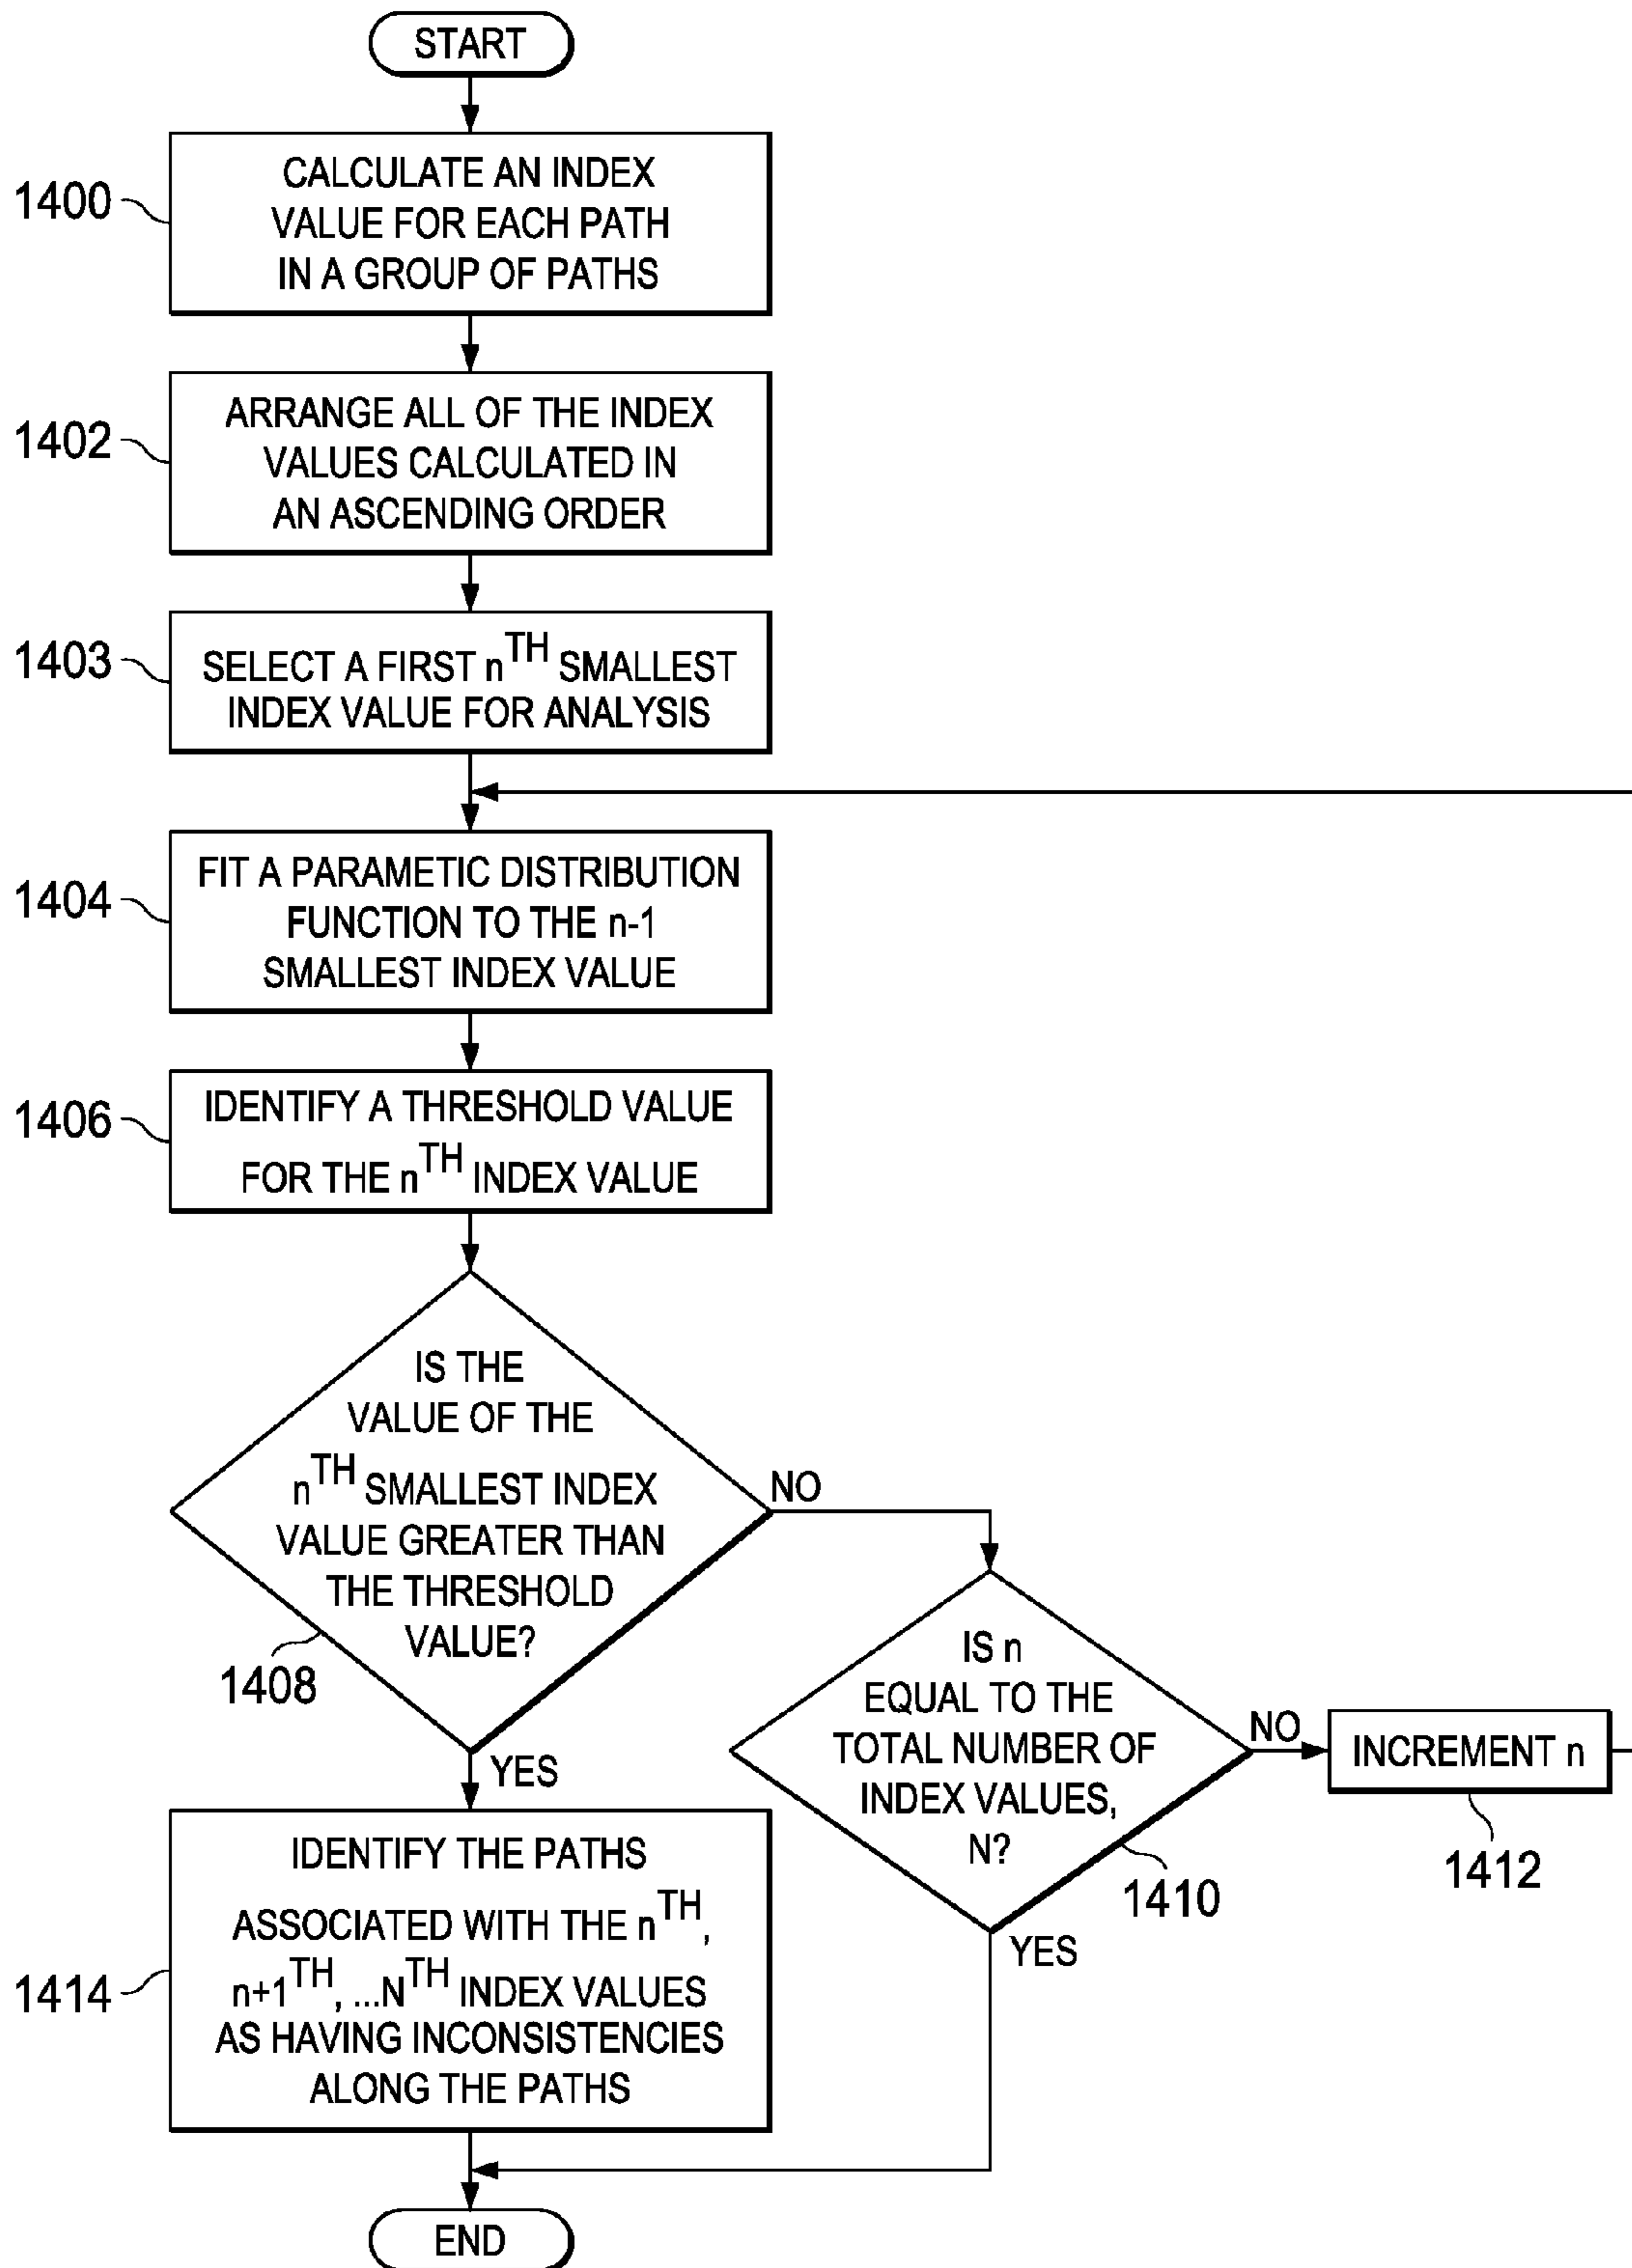 START
1400
CALCULATE AN INDEX
VALUE FOR EACH PATH
IN A GROUP OF PATHS
1402
ARRANGE ALL OF THE INDEX
VALUES CALCULATED IN
AN ASCENDING ORDER
1403
SELECT A FIRST nTH SMALLEST
INDEX VALUE FOR ANALYSIS
1404
FIT A PARAMETIC DISTRIBUTION
FUNCTION TO THE n-1
SMALLEST INDEX VALUE
1406
IDENTIFY A THRESHOLD VALUE
FOR THE nTH INDEX VALUE
IS THE
VALUE OF THE
nTH SMALLEST INDEX
VALUE GREATER THAN
THE THRESHOLD
VALUE?
1408
NO
YES
IS n
EQUAL TO THE
TOTAL NUMBER OF
INDEX VALUES,
N?
1410
NO
YES
INCREMENT n
1412
1414
IDENTIFY THE PATHS
ASSOCIATED WITH THE nTH,
n+1TH, ...NTH INDEX VALUES
AS HAVING INCONSISTENCIES
ALONG THE PATHS
END